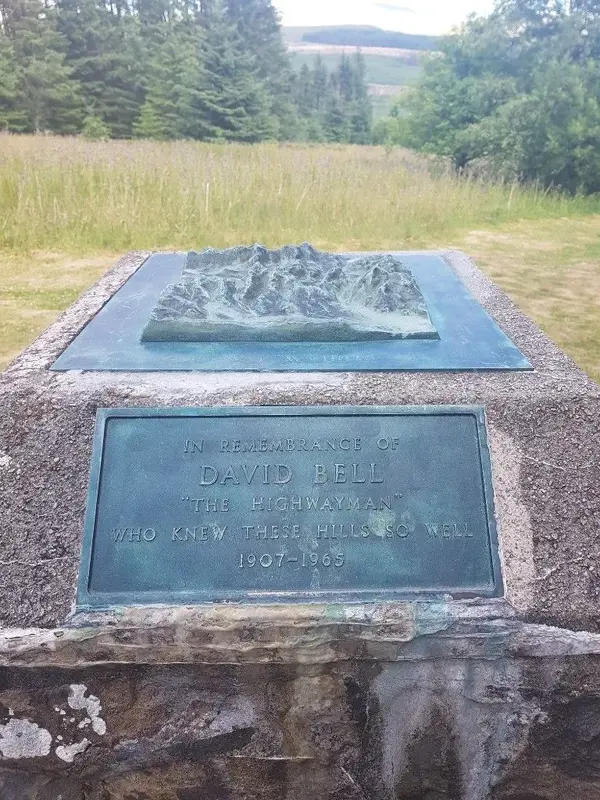 IN REMEMBRANCE OF
DAVID BELL
"THE HIGHWAYMAN"
WHO KNEW THESE HILLS SO WELL
1907-1965